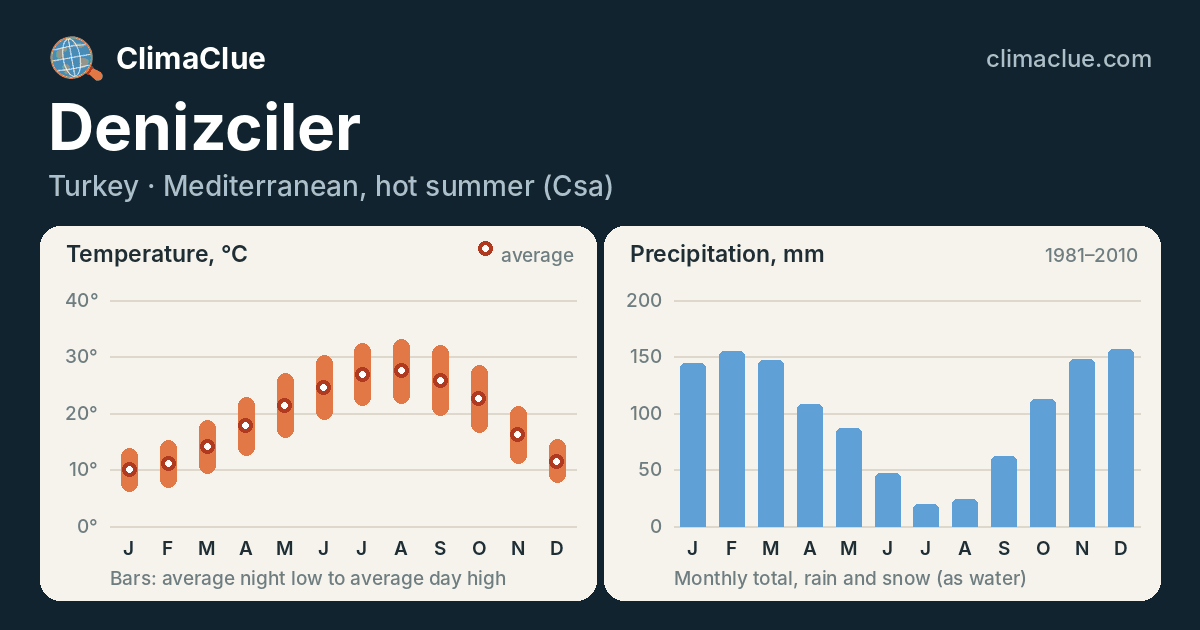 ClimaClue
climaclue.com
Denizciler
Turkey · Mediterranean, hot summer (Csa)
Temperature, °C
average
40°
30°
20°
10°
0°
J F M A M J J A S O N D
Bars: average night low to average day high
Precipitation, mm
1981–2010
200
150
100
50
0
J F M A M J J A S O N D
Monthly total, rain and snow (as water)